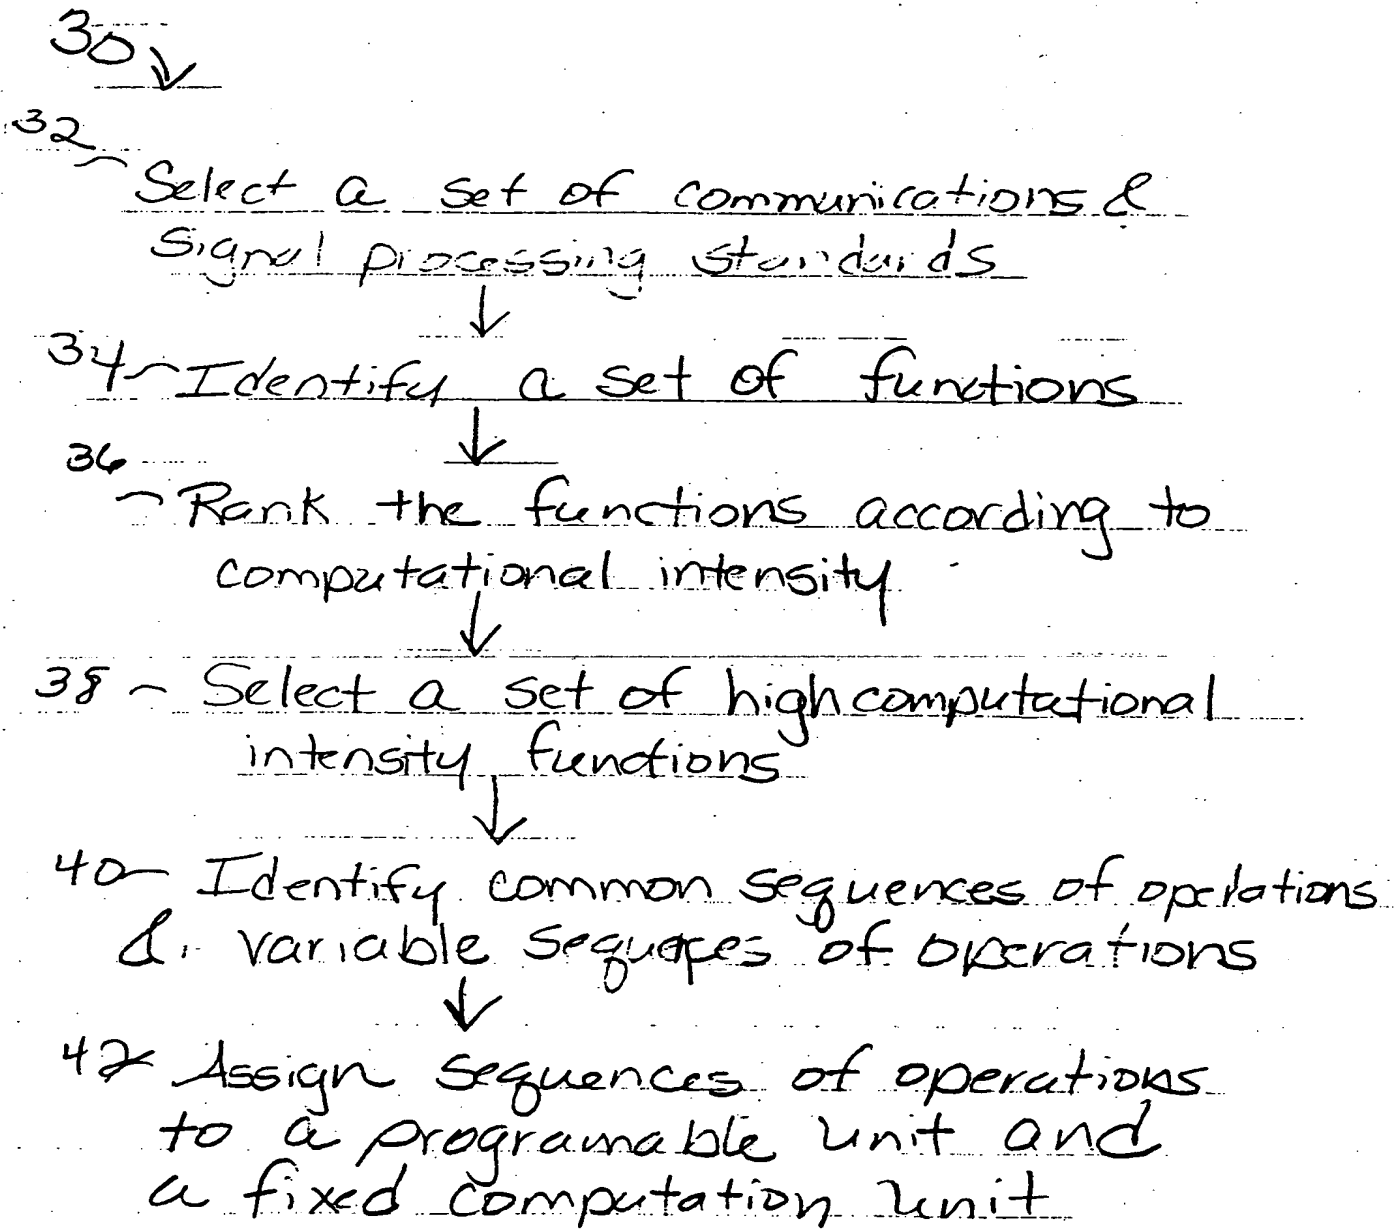 30
32
Select a set of communications &
signal processing standards
34 Identify a set of functions
36
Rank the functions according to
computational intensity
38 - Select a set of high computational
intensity functions
40 Identify common sequences of operations
& variable sequences of operations
42 Assign sequences of operations
to a programable unit and
a fixed computation unit